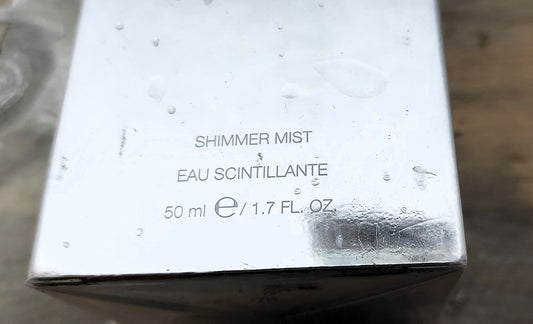 SHIMMER MIST
EAU SCINTILLANTE
50 ml ℮/ 1.7 FL. OZ.